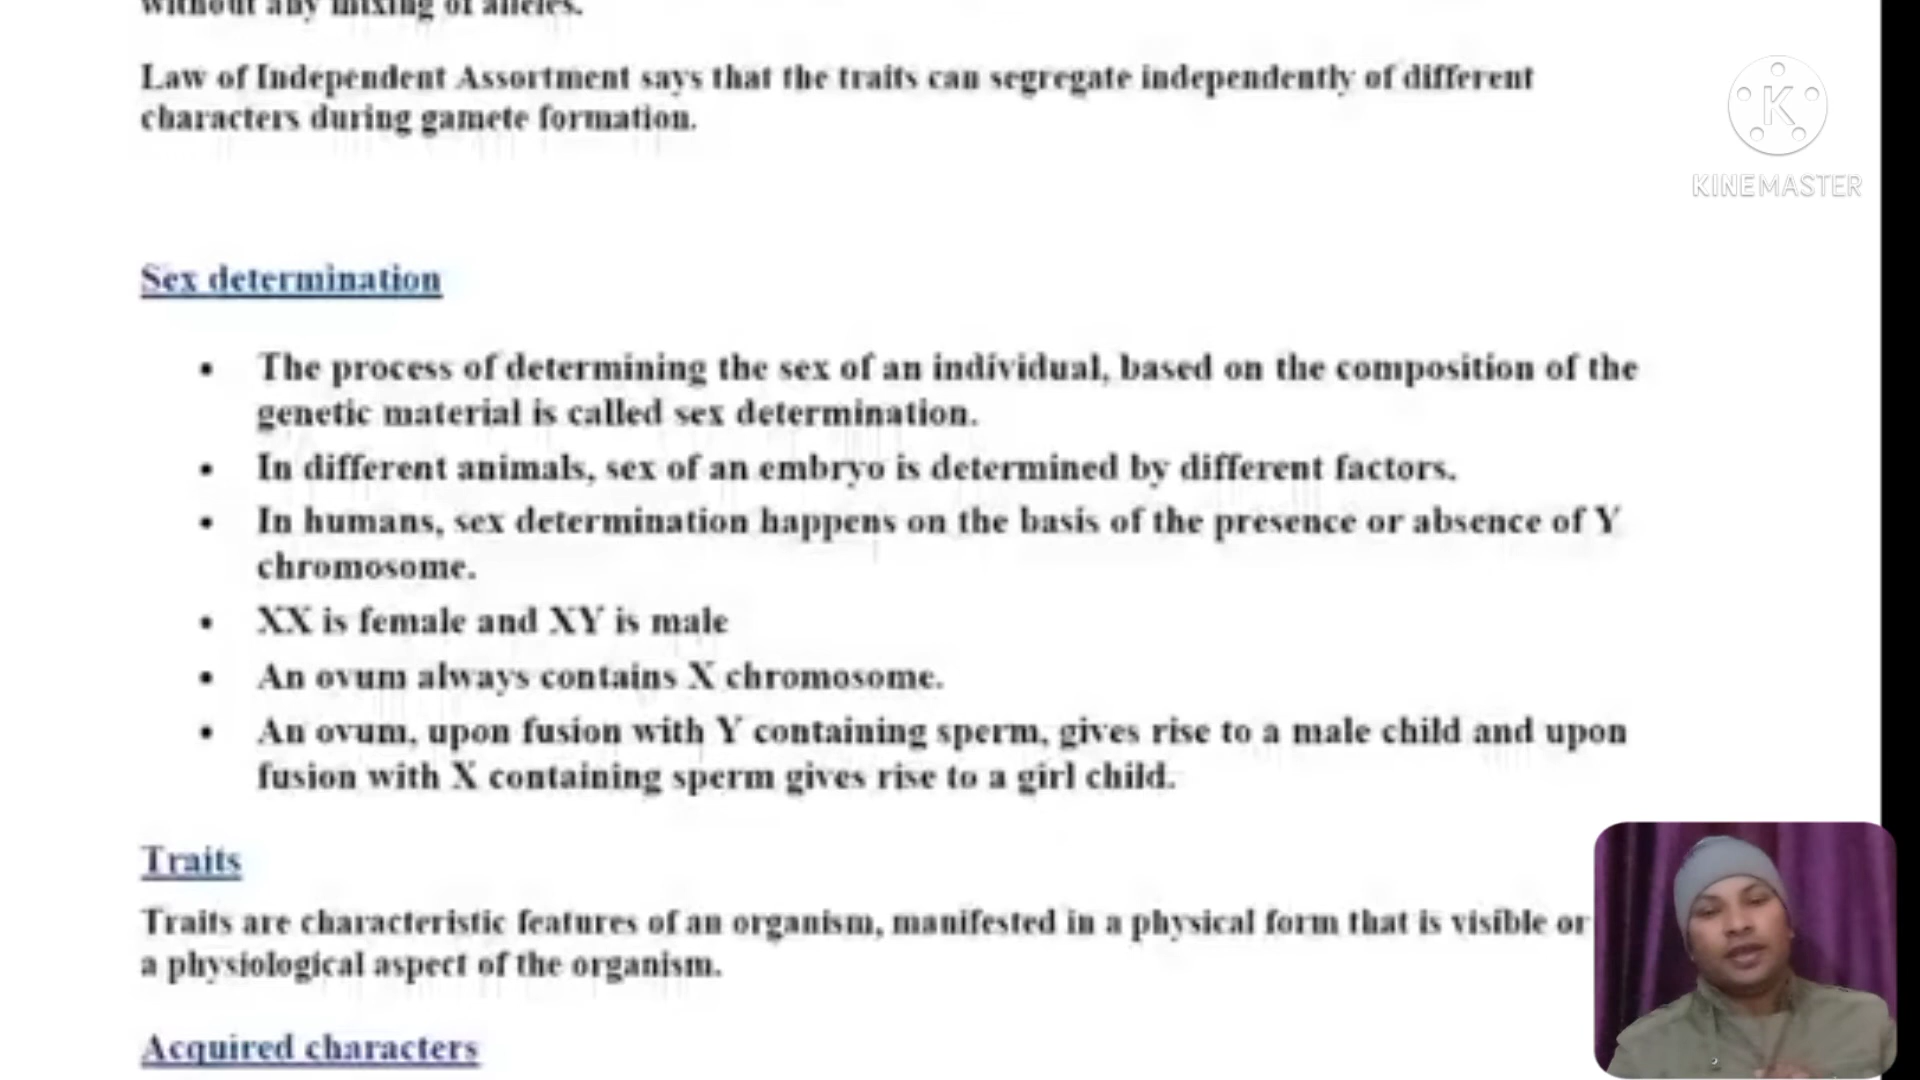 without any mixing of alleles.
Law of Independent Assortment says that the traits can segregate independently of different
characters during gamete formation.
K
KINEMASTER
Sex determination
• The process of determining the sex of an individual, based on the composition of the
genetic material is called sex determination.
• In different animals, sex of an embryo is determined by different factors.
• In humans, sex determination happens on the basis of the presence or absence of Y
chromosome.
• XX is female and XY is male
• An ovum always contains X chromosome.
• An ovum, upon fusion with Y containing sperm, gives rise to a male child and upon
fusion with X containing sperm gives rise to a girl child.
Traits
Traits are characteristic features of an organism, manifested in a physical form that is visible or
a physiological aspect of the organism.
Acquired characters